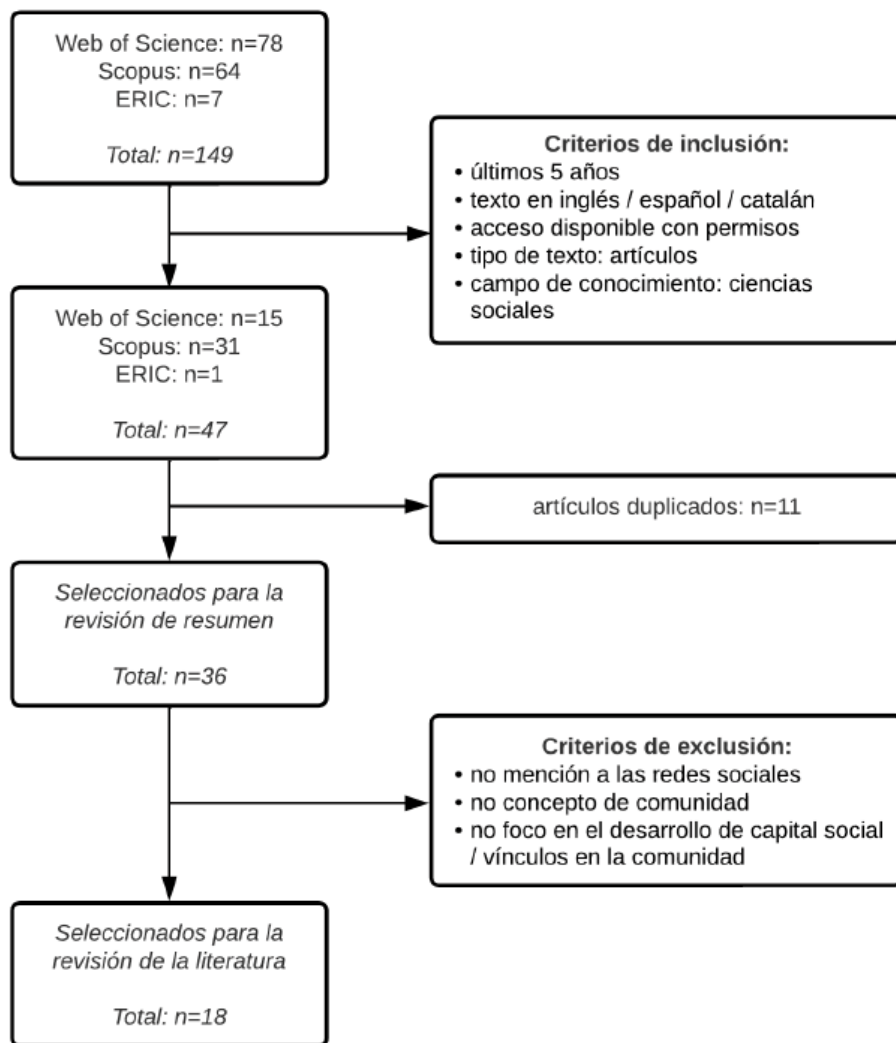 Web of Science: n=78
Scopus: n=64
ERIC: n=7
Total: n=149
Criterios de inclusión:
• últimos 5 años
• texto en inglés / español / catalán
• acceso disponible con permisos
• tipo de texto: artículos
• campo de conocimiento: ciencias
sociales
Web of Science: n=15
Scopus: n=31
ERIC: n=1
Total: n=47
artículos duplicados: n=11
Seleccionados para la
revisión de resumen
Total: n=36
Criterios de exclusión:
• no mención a las redes sociales
• no concepto de comunidad
• no foco en el desarrollo de capital social
/ vínculos en la comunidad
Seleccionados para la
revisión de la literatura
Total: n=18